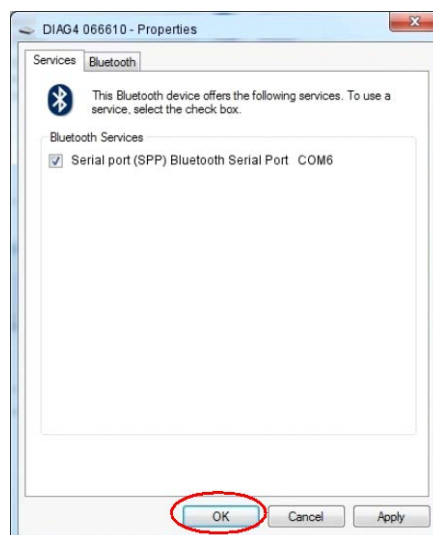 DIAG4 066610 - Properties
Services
Bluetooth
This Bluetooth device offers the following services. To use a
service, select the check box.
Bluetooth Services
Serial port (SPP) Bluetooth Serial Port COM6
OK
Cancel
Apply